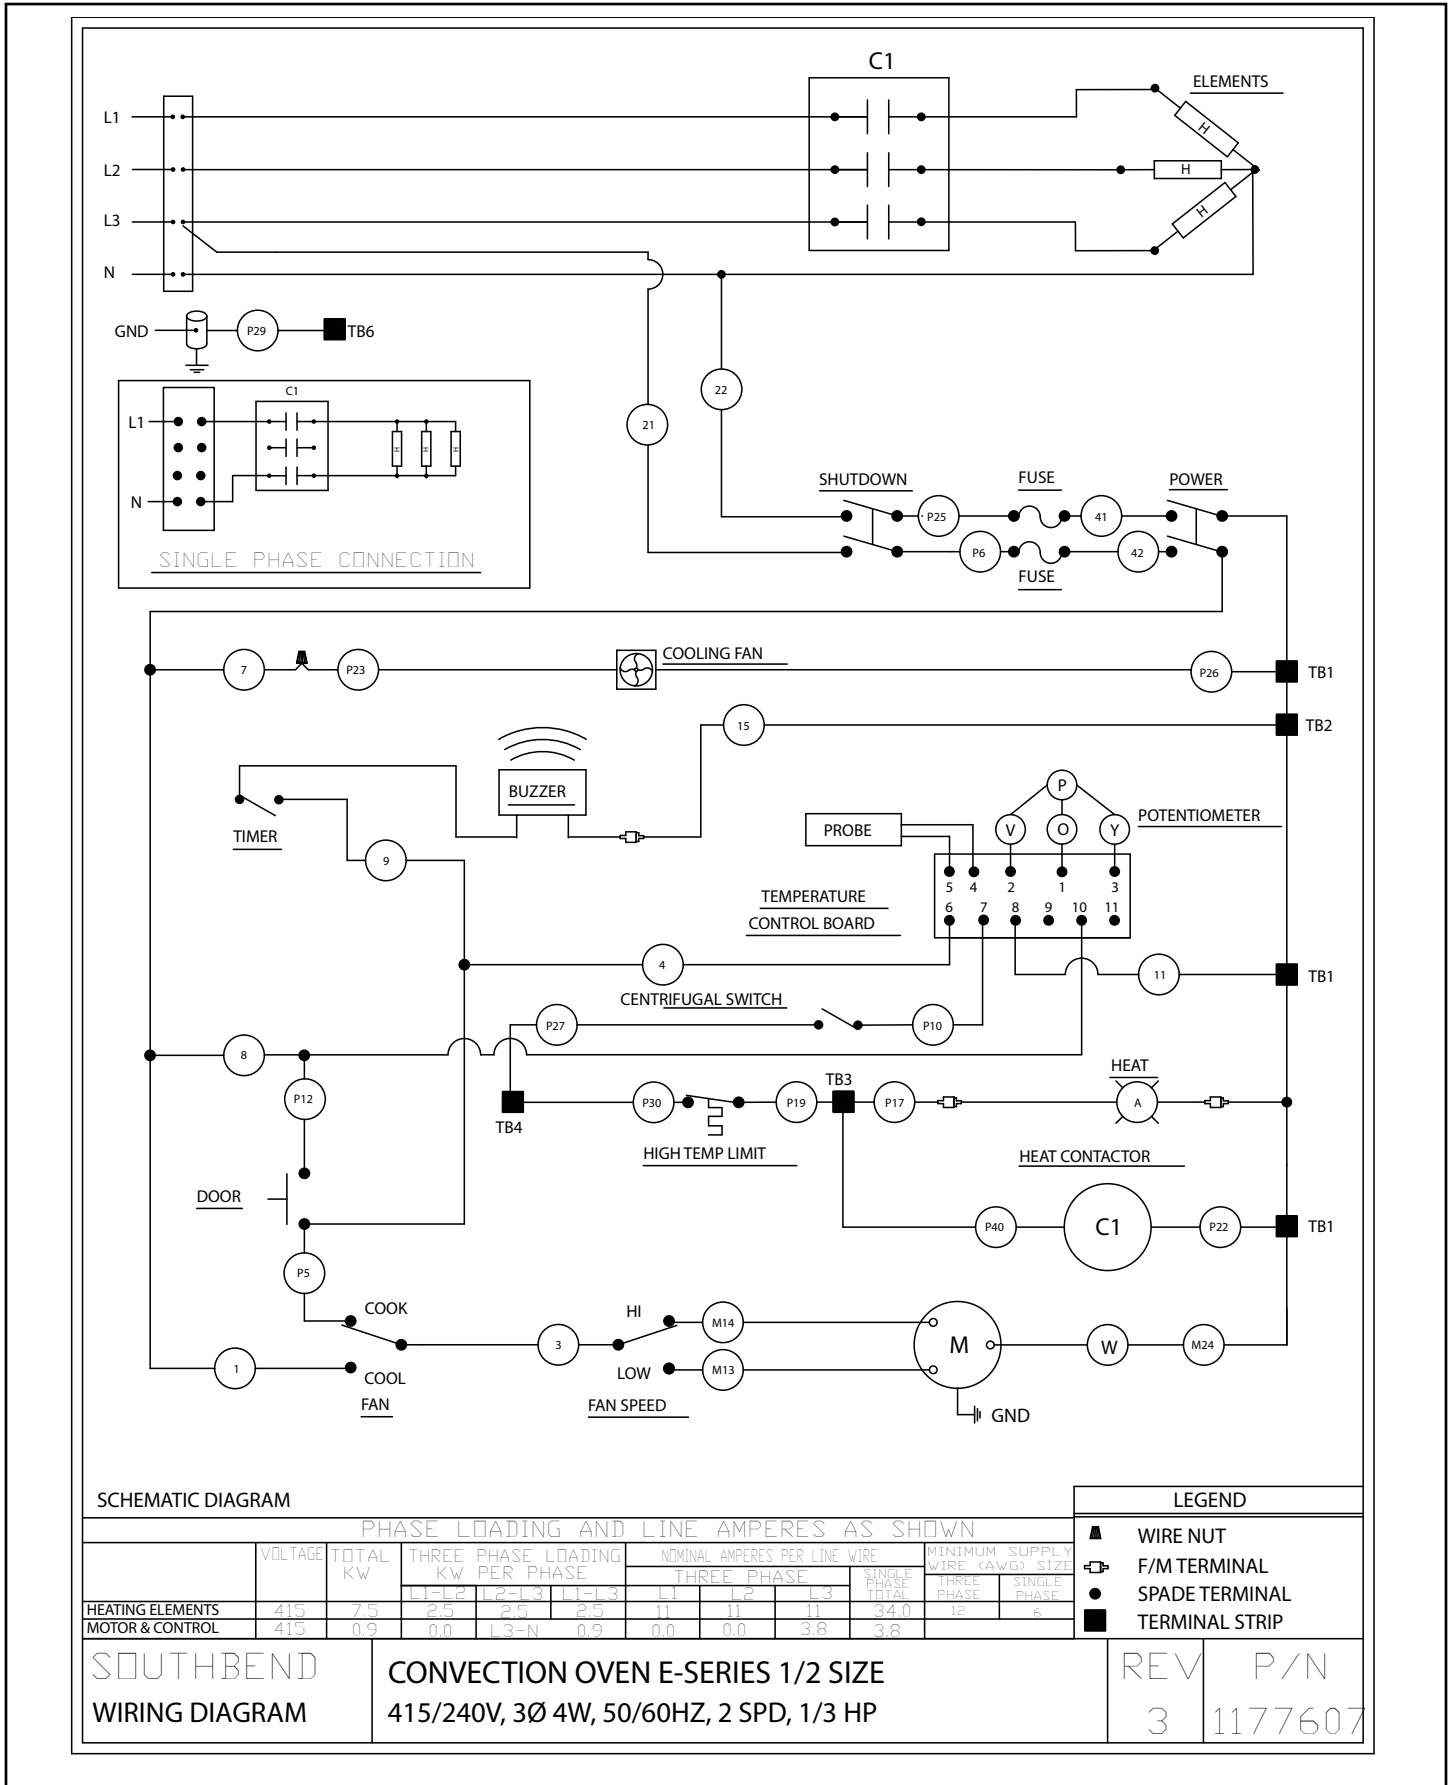 C1
ELEMENTS
L1
H
L2
H
L3
H
N
GND
P29
TB6
C1
L1
H H H
N
SINGLE PHASE CONNECTION
22
21
SHUTDOWN
FUSE
POWER
P25
41
P6
42
FUSE
7
P23
COOLING FAN
P26
TB1
15
TB2
BUZZER
TIMER
9
P
V
O
Y
POTENTIOMETER
PROBE
5 4 2 1 3
6 7 8 9 10 11
TEMPERATURE
CONTROL BOARD
4
11
TB1
CENTRIFUGAL SWITCH
P27
P10
8
P12
TB4
P30
P19
TB3
P17
HEAT
A
HIGH TEMP LIMIT
HEAT CONTACTOR
DOOR
P40
C1
P22
TB1
P5
COOK
COOL
FAN
1
3
HI
LOW
FAN SPEED
M14
M13
M
W
M24
GND
SCHEMATIC DIAGRAM
LEGEND
WIRE NUT
F/M TERMINAL
SPADE TERMINAL
TERMINAL STRIP
PHASE LOADING AND LINE AMPERES AS SHOWN
VOLTAGE
TOTAL KW
THREE PHASE LOADING
KW PER PHASE
L1-L2 L2-L3 L1-L3
NOMINAL AMPERES PER LINE WIRE
THREE PHASE
L1 L2 L3
SINGLE PHASE TOTAL
MINIMUM SUPPLY
WIRE (AWG) SIZE
THREE PHASE
SINGLE PHASE
HEATING ELEMENTS 415 7.5 2.5 2.5 2.5 11 11 11 34.0 12 6
MOTOR & CONTROL 415 0.9 0.0 L3-N 0.9 0.0 0.0 3.8 3.8
SOUTHBEND
WIRING DIAGRAM
CONVECTION OVEN E-SERIES 1/2 SIZE
415/240V, 3Ø 4W, 50/60HZ, 2 SPD, 1/3 HP
REV
3
P/N
1177607